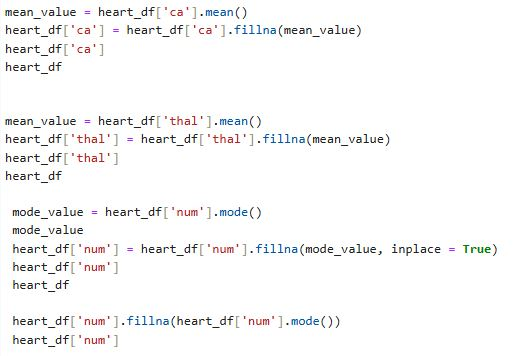 mean_value = heart_df['ca'].mean()
heart_df['ca'] = heart_df['ca'].fillna(mean_value)
heart_df['ca']
heart_df
mean_value = heart_df['thal'].mean()
heart_df['thal'] = heart_df['thal'].fillna(mean_value)
heart_df['thal']
heart_df
mode_value = heart_df['num'].mode()
mode_value
heart_df['num'] = heart_df['num'].fillna(mode_value, inplace = True)
heart_df['num']
heart_df
heart_df['num'].fillna(heart_df['num'].mode())
heart_df['num']